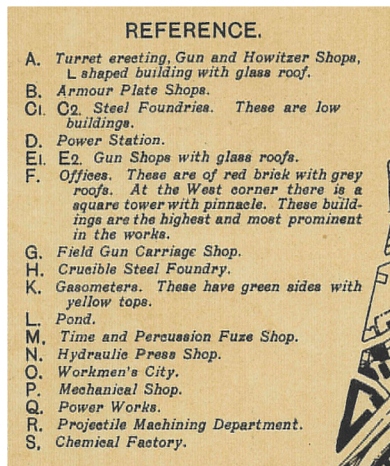 REFERENCE.
A. Turret erecting, Gun and Howitzer Shops,
L shaped building with glass roof.
B. Armour Plate Shops.
C1. C2. Steel Foundries. These are low
buildings.
D. Power Station.
E1. E2. Gun Shops with glass roofs.
F. Offices. These are of red brick with grey
roofs. At the West corner there is a
square tower with pinnacle. These build-
ings are the highest and most prominent
in the works.
G. Field Gun Carriage Shop.
H. Crucible Steel Foundry.
K. Gasometers. These have green sides with
yellow tops.
L. Pond.
M. Time and Percussion Fuze Shop.
N. Hydraulic Press Shop.
O. Workmen's City.
P. Mechanical Shop.
Q. Power Works.
R. Projectile Machining Department.
S. Chemical Factory.